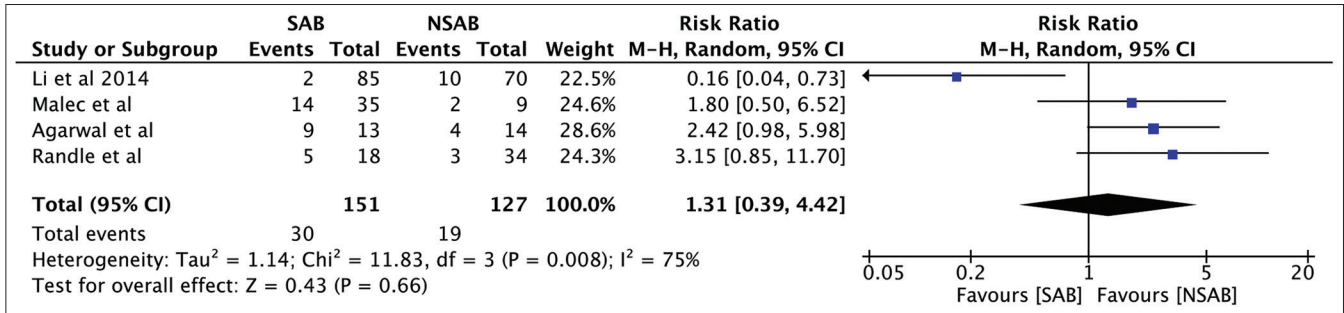 SAB NSAB Risk Ratio Risk Ratio
Study or Subgroup Events Total Events Total Weight M-H, Random, 95% CI M-H, Random, 95% CI
Li et al 2014 2 85 10 70 22.5% 0.16 [0.04, 0.73]
Malec et al 14 35 2 9 24.6% 1.80 [0.50, 6.52]
Agarwal et al 9 13 4 14 28.6% 2.42 [0.98, 5.98]
Randle et al 5 18 3 34 24.3% 3.15 [0.85, 11.70]
Total (95% CI) 151 127 100.0% 1.31 [0.39, 4.42]
Total events 30 19
Heterogeneity: Tau² = 1.14; Chi² = 11.83, df = 3 (P = 0.008); I² = 75%
Test for overall effect: Z = 0.43 (P = 0.66)
0.05 0.2 1 5 20
Favours [SAB] Favours [NSAB]